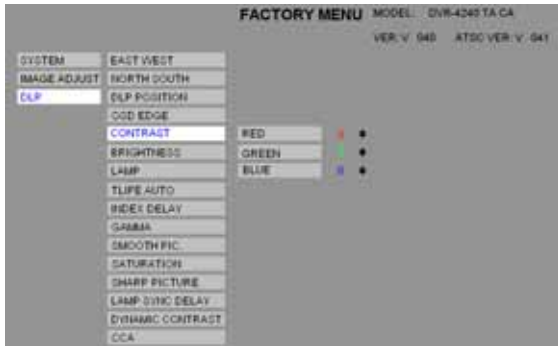 FACTORY MENU MODEL: DVR-4240 TA CA
VER: V 040 ATSC VER: V 041
SYSTEM
IMAGE ADJUST
DLP
EAST WEST
NORTH SOUTH
DLP POSITION
OSD EDGE
CONTRAST
BRIGHTNESS
LAMP
TLIFE AUTO
INDEX DELAY
GAMMA
SMOOTH PIC.
SATURATION
SHARP PICTURE
LAMP SYNC DELAY
DYNAMIC CONTRAST
CCA
RED
GREEN
BLUE